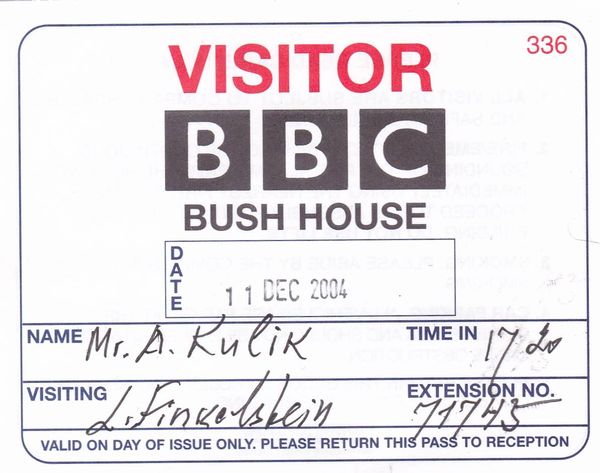 VISITOR 336
BBC
BUSH HOUSE
DATE 11 DEC 2004
NAME Mr. A. Kulik TIME IN 17 20
VISITING L. Finkelstein EXTENSION NO. 71745
VALID ON DAY OF ISSUE ONLY. PLEASE RETURN THIS PASS TO RECEPTION